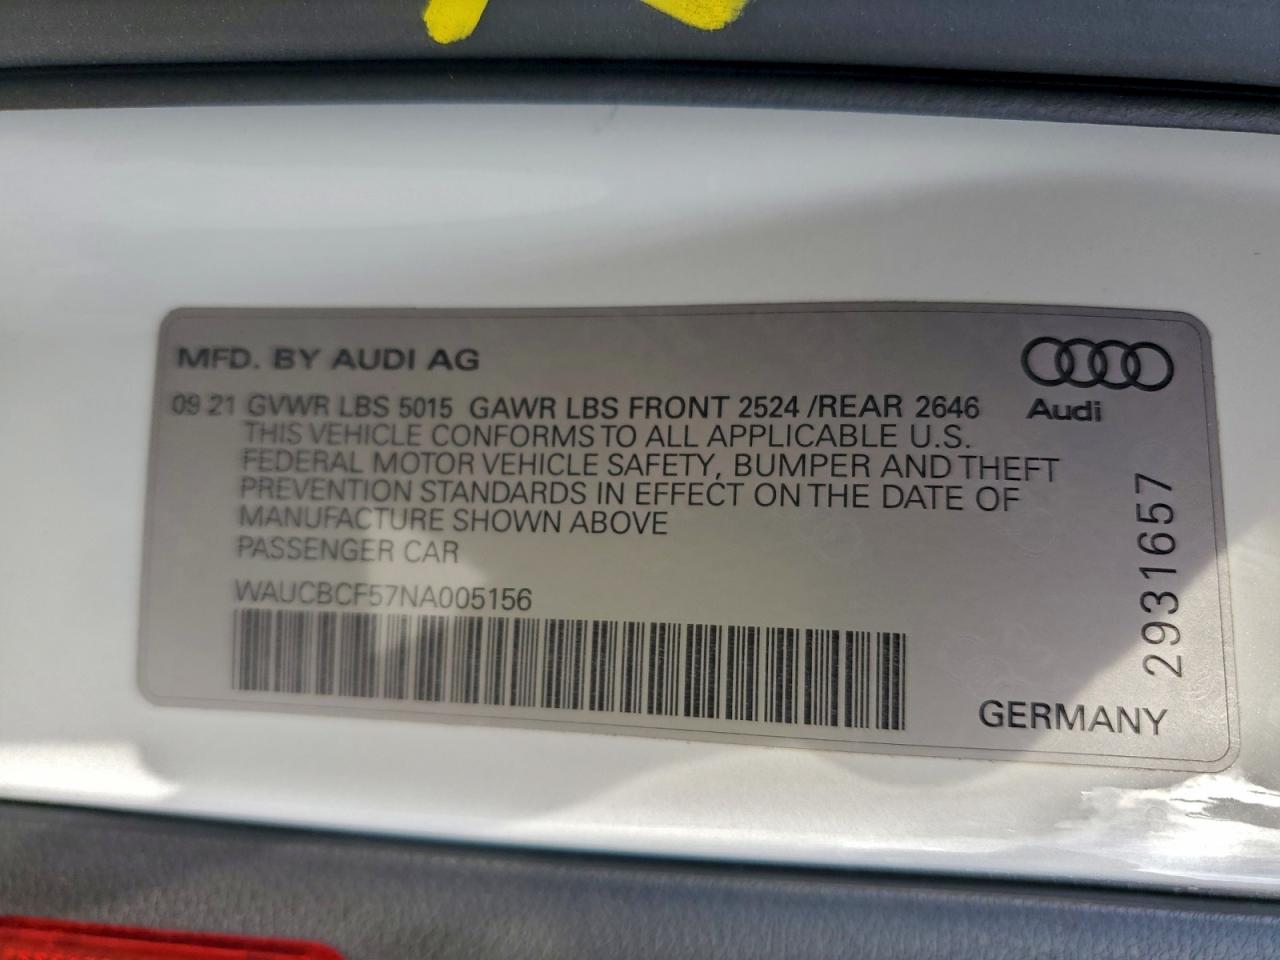 MFD. BY AUDI AG
09 21 GVWR LBS 5015 GAWR LBS FRONT 2524 /REAR 2646
Audi
THIS VEHICLE CONFORMS TO ALL APPLICABLE U.S.
FEDERAL MOTOR VEHICLE SAFETY, BUMPER AND THEFT
PREVENTION STANDARDS IN EFFECT ON THE DATE OF
MANUFACTURE SHOWN ABOVE
PASSENGER CAR
WAUCBCF57NA005156
2931657
GERMANY